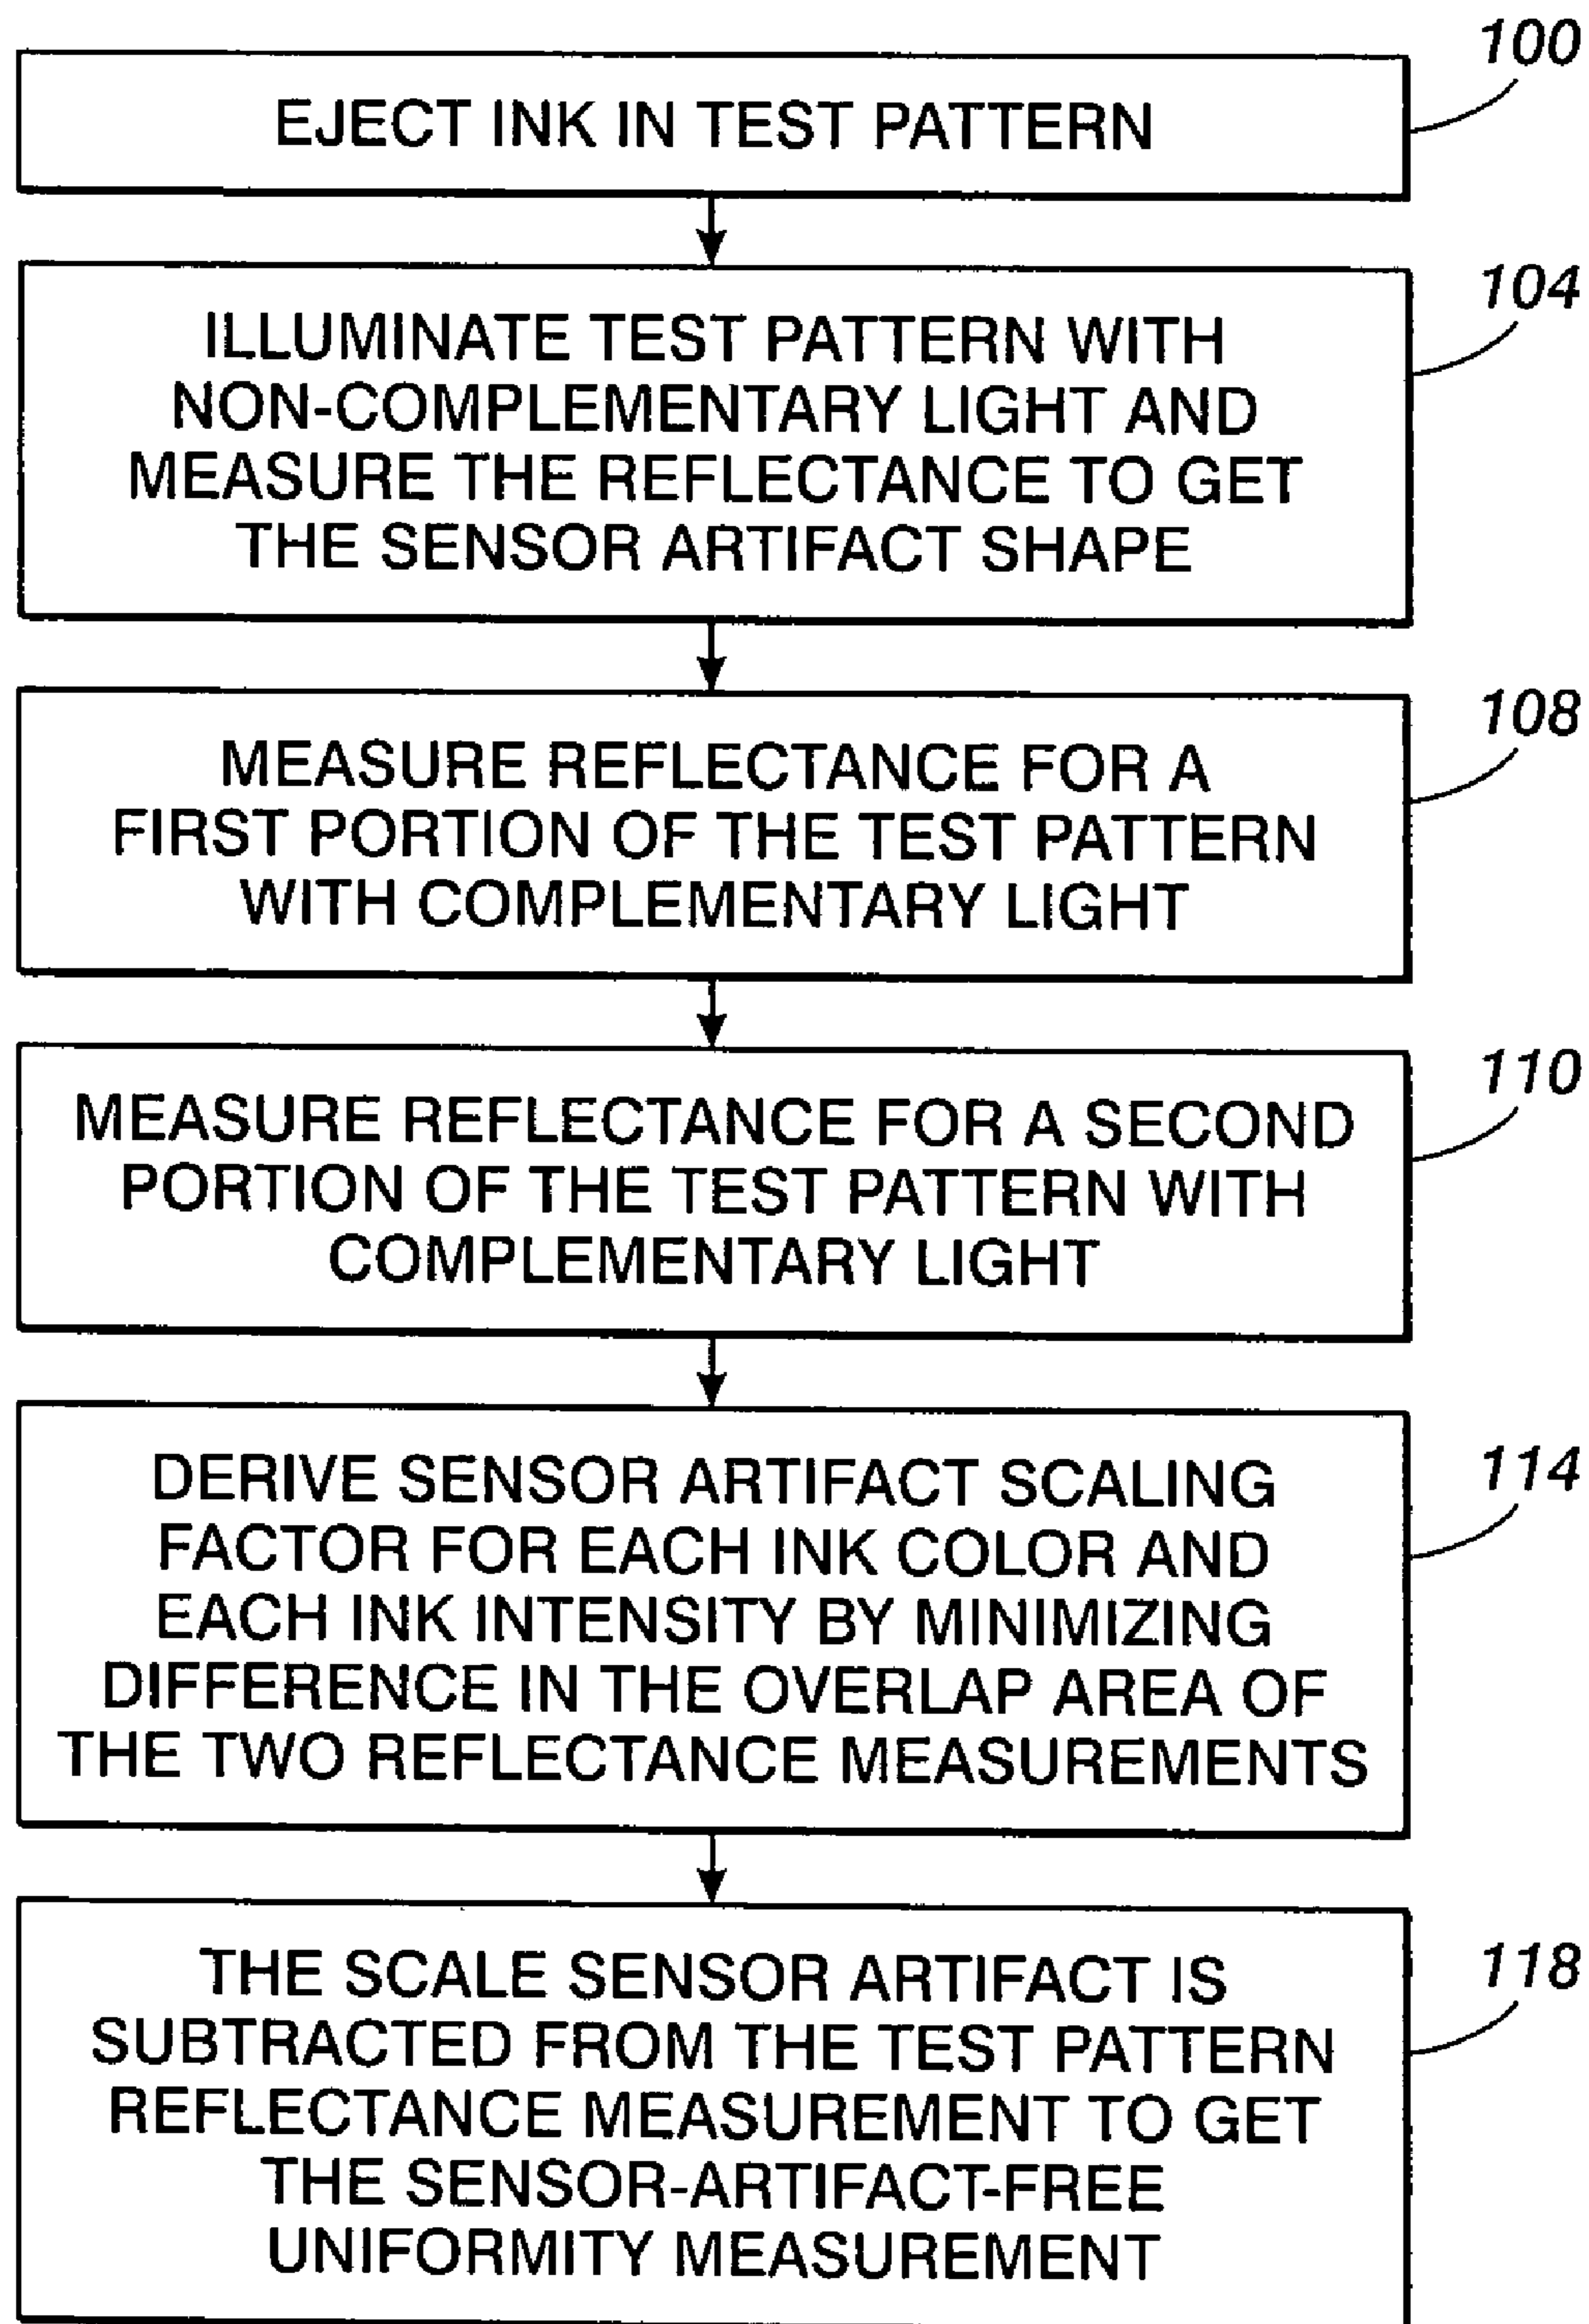 100
EJECT INK IN TEST PATTERN
104
ILLUMINATE TEST PATTERN WITH
NON-COMPLEMENTARY LIGHT AND
MEASURE THE REFLECTANCE TO GET
THE SENSOR ARTIFACT SHAPE
108
MEASURE REFLECTANCE FOR A
FIRST PORTION OF THE TEST PATTERN
WITH COMPLEMENTARY LIGHT
110
MEASURE REFLECTANCE FOR A SECOND
PORTION OF THE TEST PATTERN WITH
COMPLEMENTARY LIGHT
114
DERIVE SENSOR ARTIFACT SCALING
FACTOR FOR EACH INK COLOR AND
EACH INK INTENSITY BY MINIMIZING
DIFFERENCE IN THE OVERLAP AREA OF
THE TWO REFLECTANCE MEASUREMENTS
118
THE SCALE SENSOR ARTIFACT IS
SUBTRACTED FROM THE TEST PATTERN
REFLECTANCE MEASUREMENT TO GET
THE SENSOR-ARTIFACT-FREE
UNIFORMITY MEASUREMENT